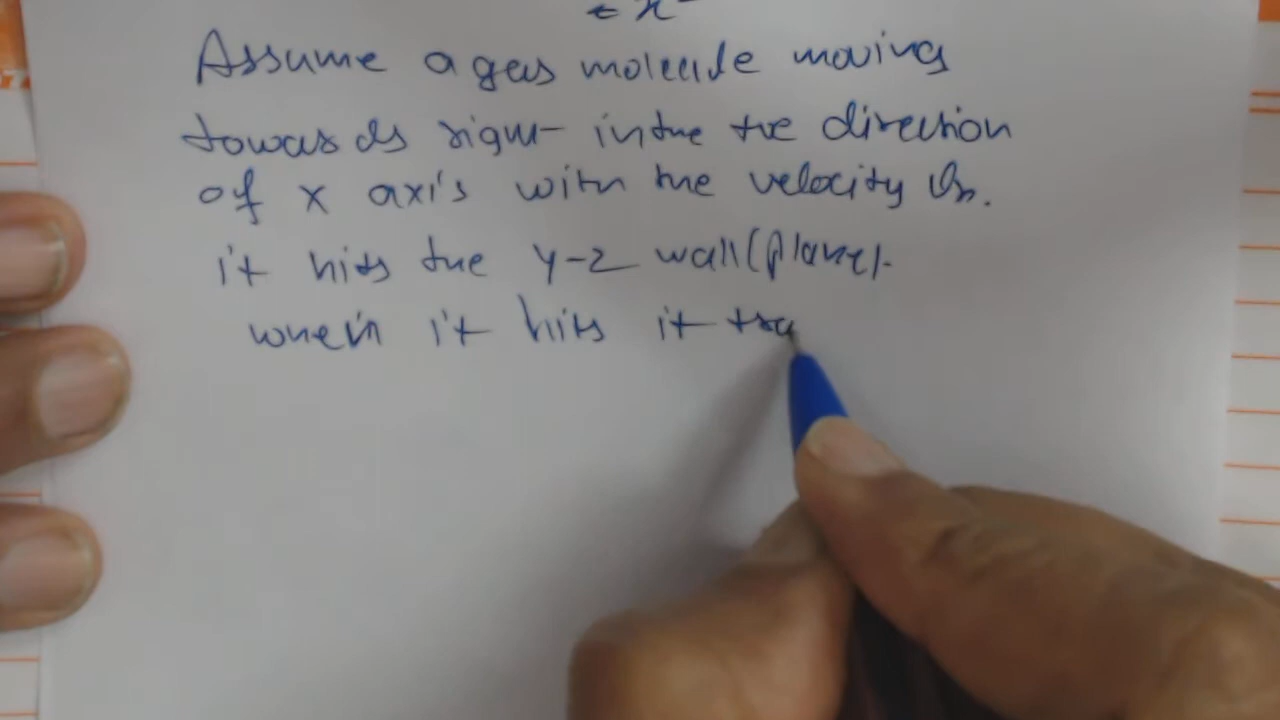 Assume a gas molecule moving
towards right in the +ve direction
of x axis with the velocity vx.
it hits the y-z wall (plane).
when it hits it tra